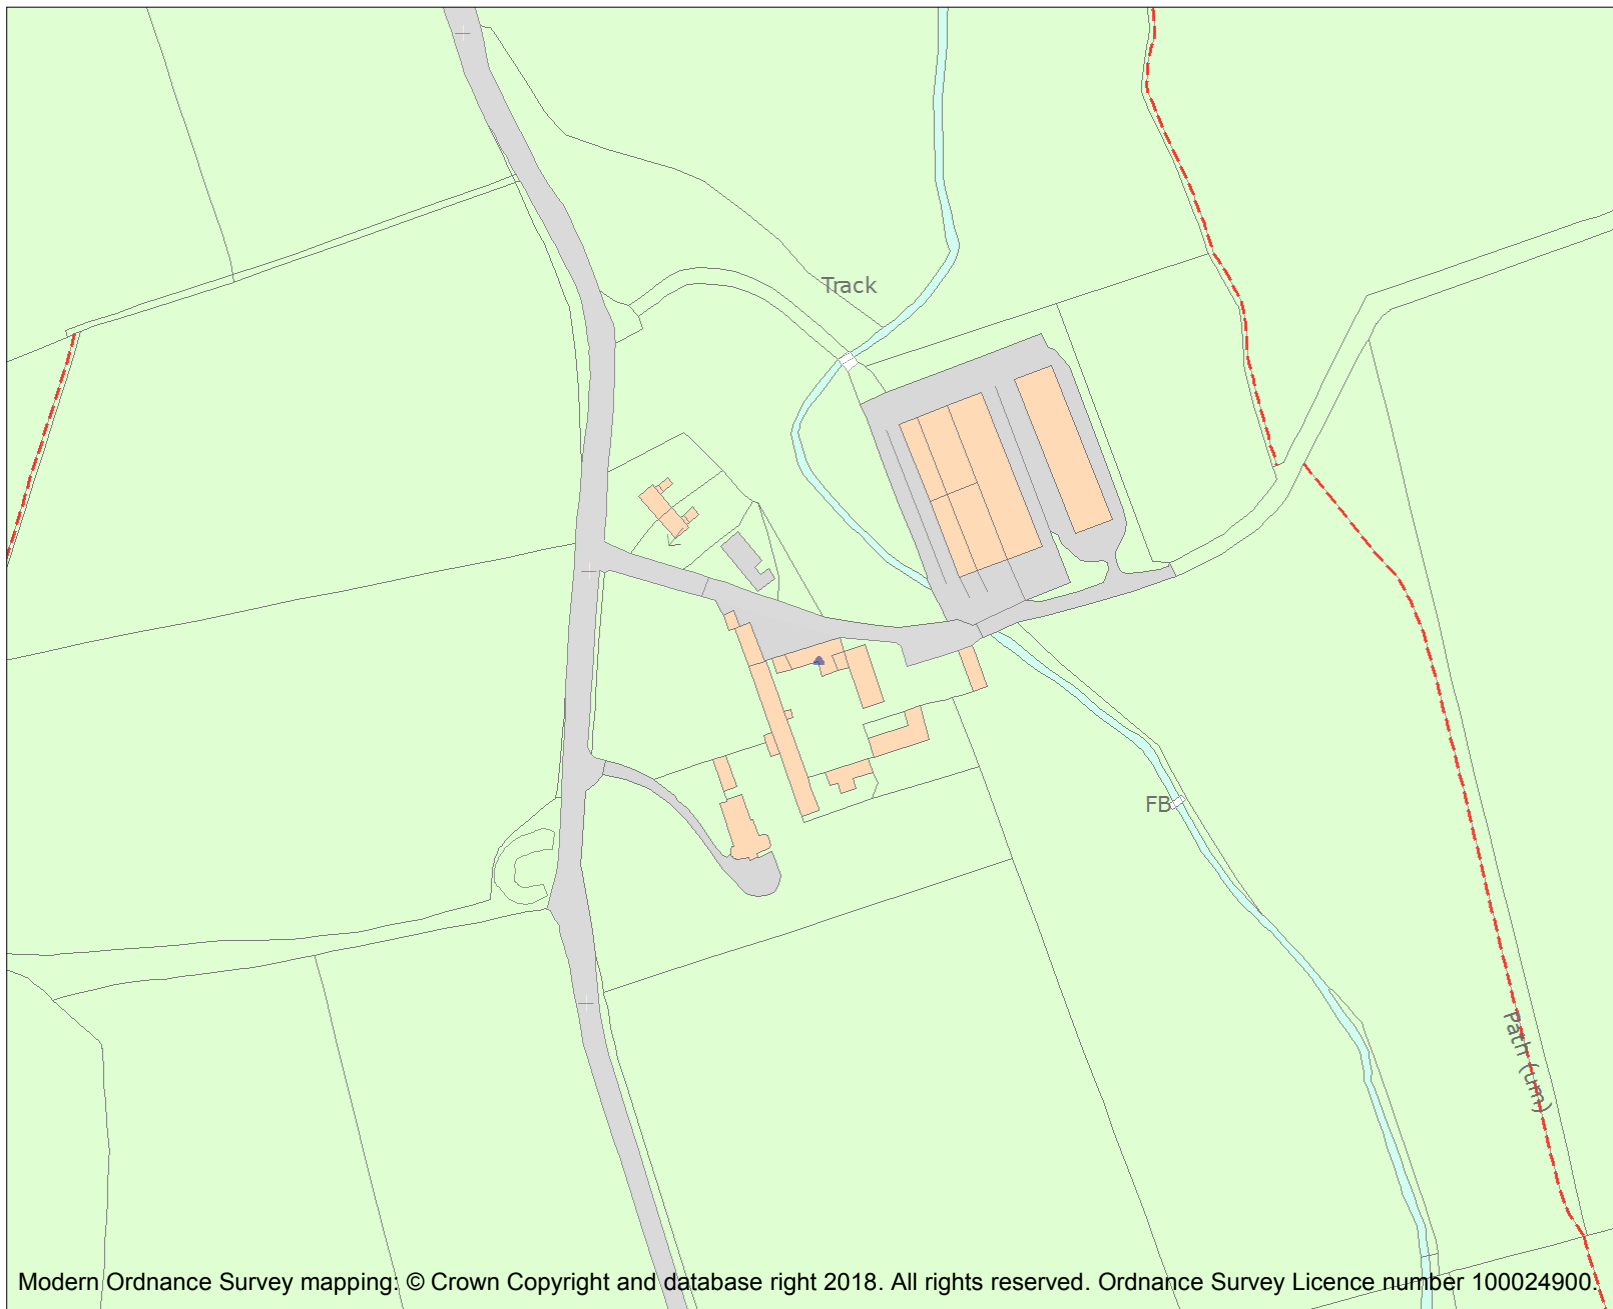 Track
FB
Path (um)
Modern Ordnance Survey mapping: © Crown Copyright and database right 2018. All rights reserved. Ordnance Survey Licence number 100024900.